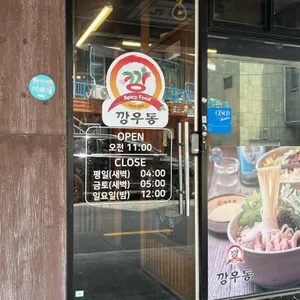 깡
Spicy Food
깡우동
OPEN
오전 11:00
CLOSE
평일(새벽) 04:00
금토(새벽) 05:00
일요일(밤) 12:00
CESCO
깡우동